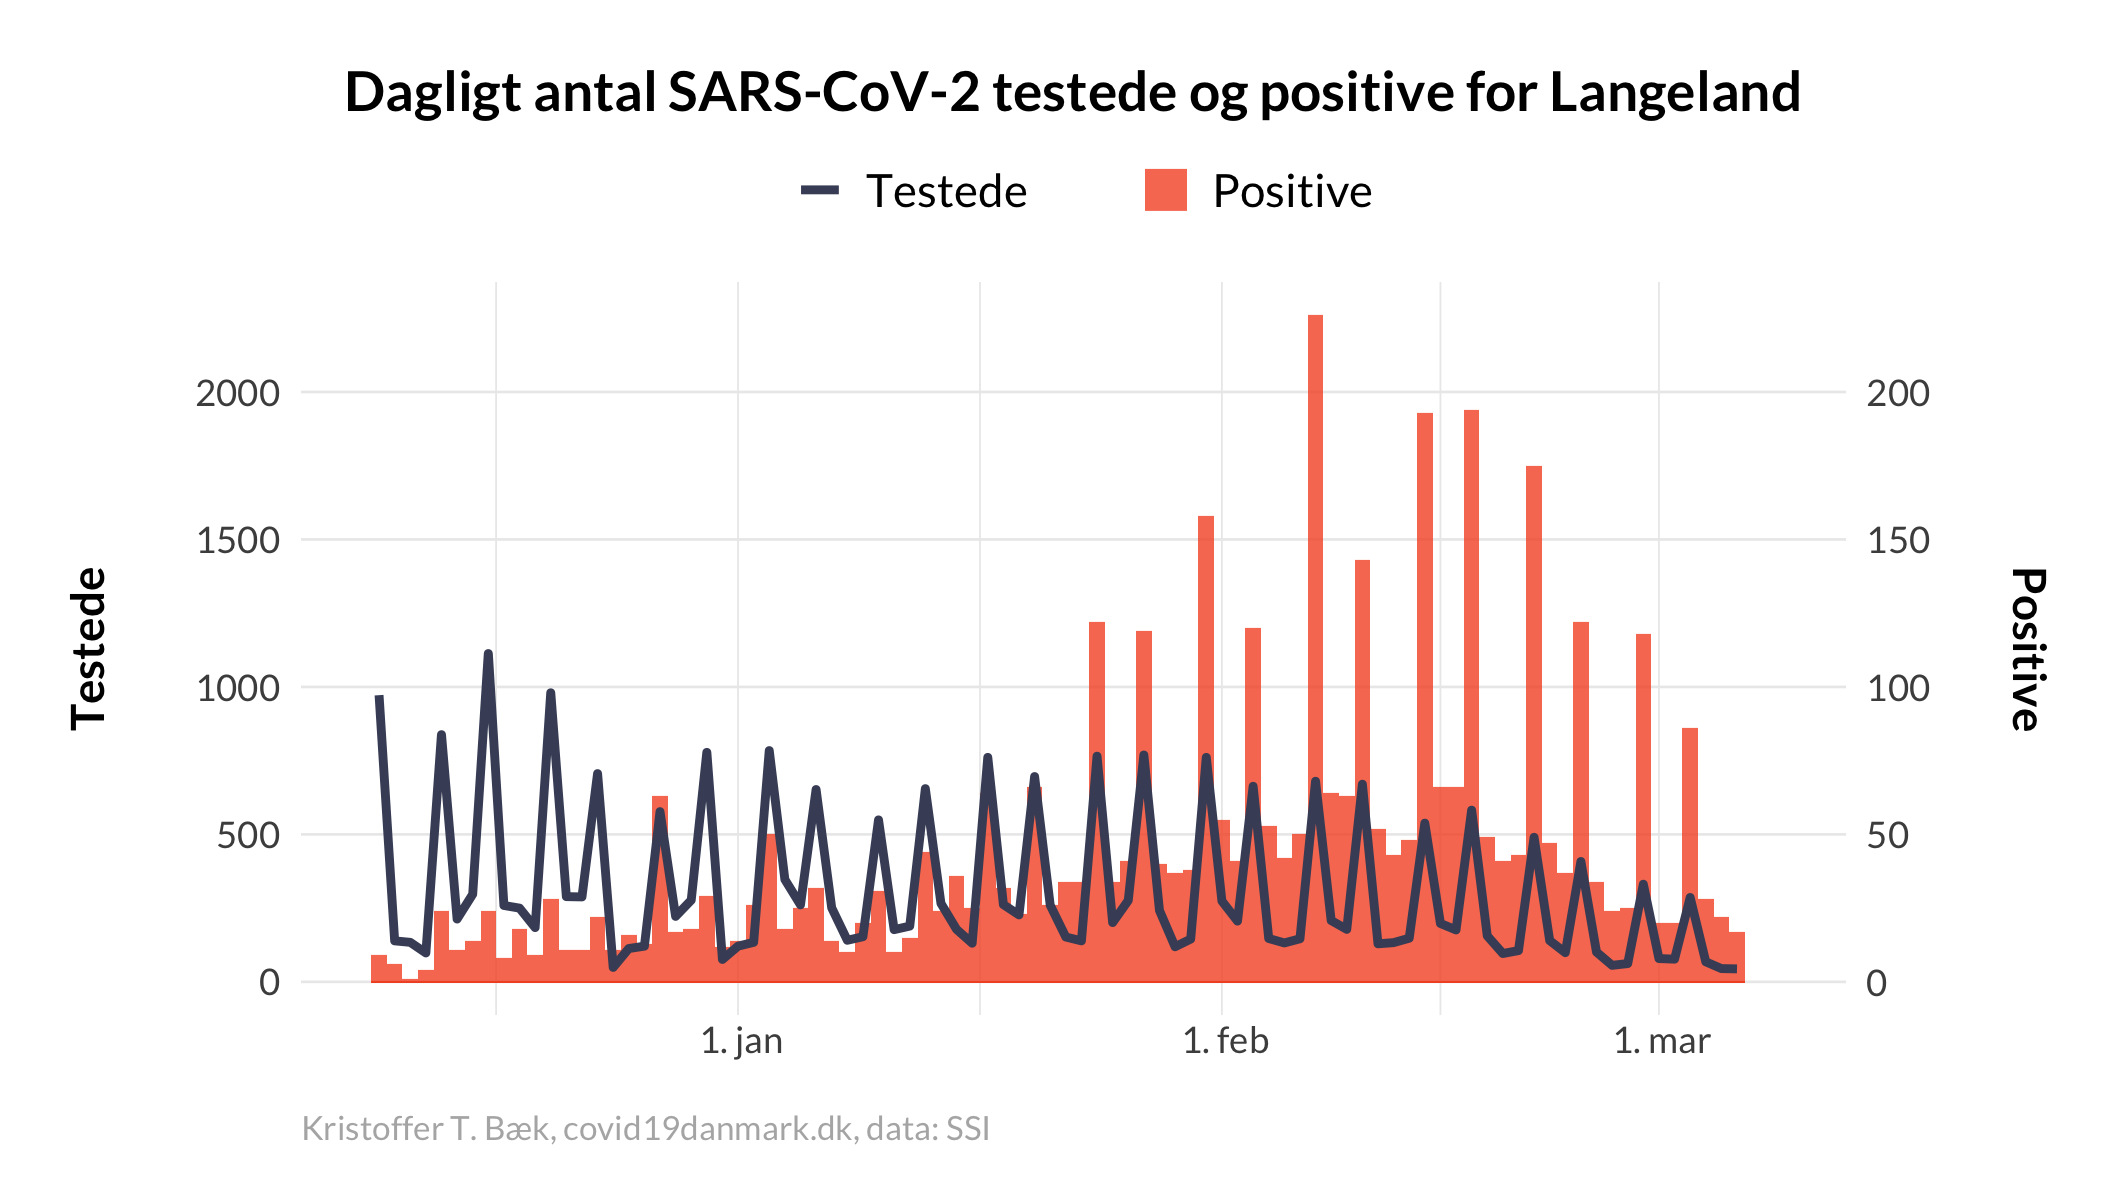 Dagligt antal SARS-CoV-2 testede og positive for Langeland
Testede
Positive
2000
1500
1000
500
0
200
150
100
50
0
Testede
Positive
1. jan
1. feb
1. mar
Kristoffer T. Bæk, covid19danmark.dk, data: SSI